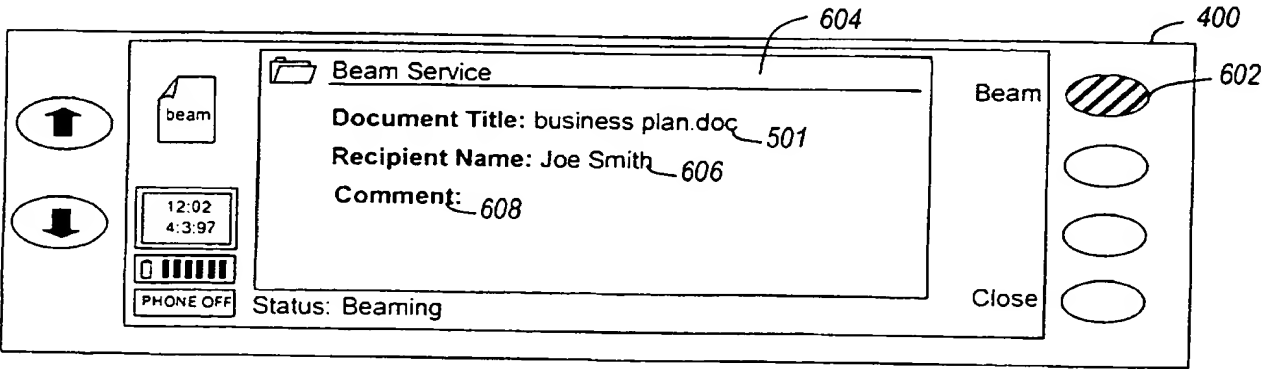 604
400
Beam Service
Beam
602
beam
Document Title: business plan.doc
501
Recipient Name: Joe Smith
606
Comment:
608
12:02
4:3:97
PHONE OFF
Status: Beaming
Close